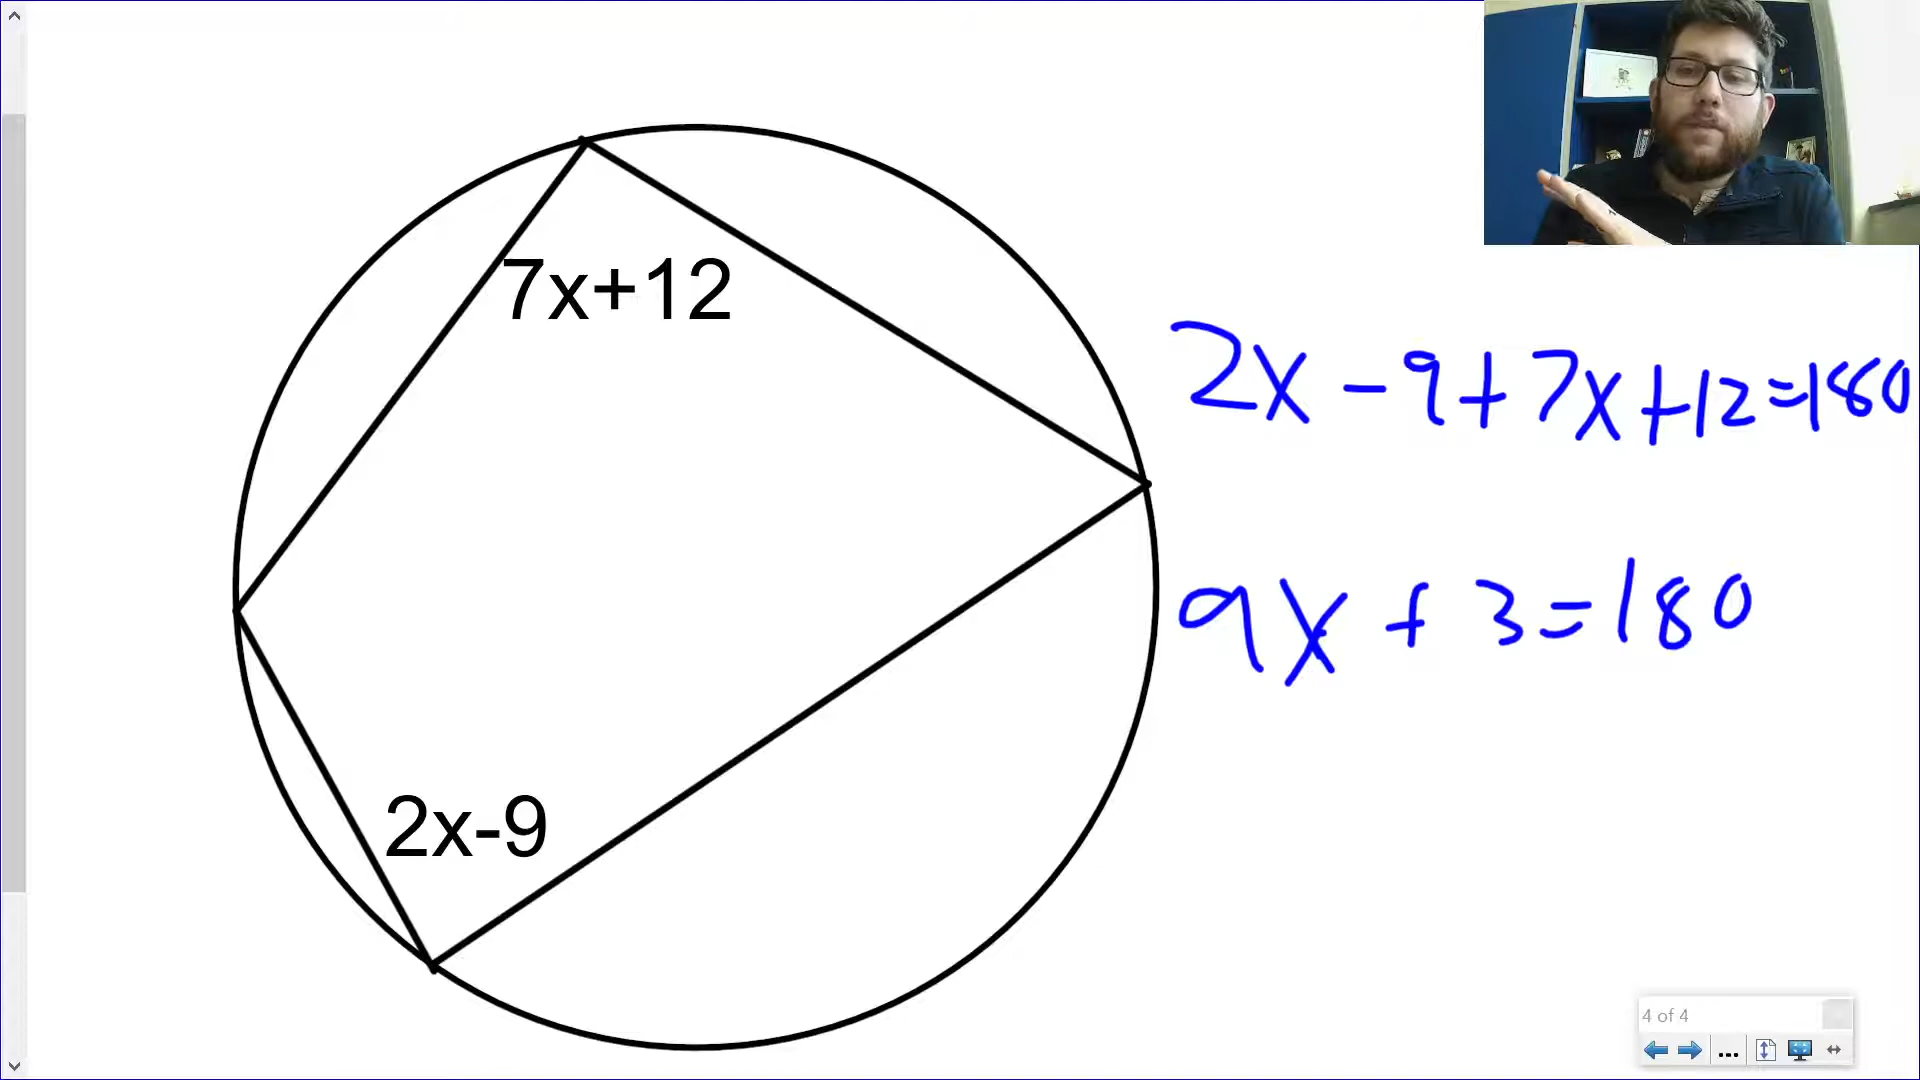 7x+12
2x - 9 + 7x + 12 = 180
9x + 3 = 180
2x-9
4 of 4
...